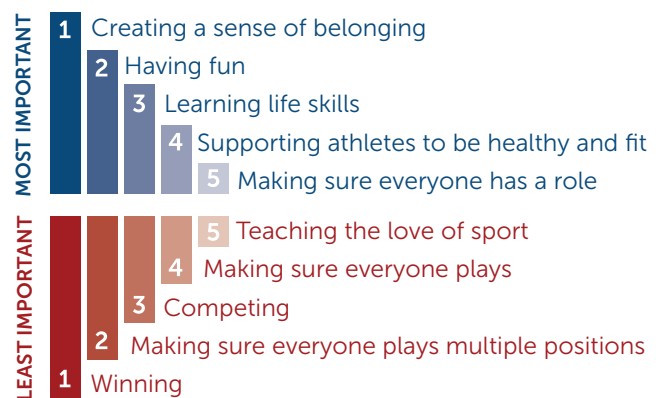 MOST IMPORTANT
1 Creating a sense of belonging
2 Having fun
3 Learning life skills
4 Supporting athletes to be healthy and fit
5 Making sure everyone has a role
LEAST IMPORTANT
5 Teaching the love of sport
4 Making sure everyone plays
3 Competing
2 Making sure everyone plays multiple positions
1 Winning